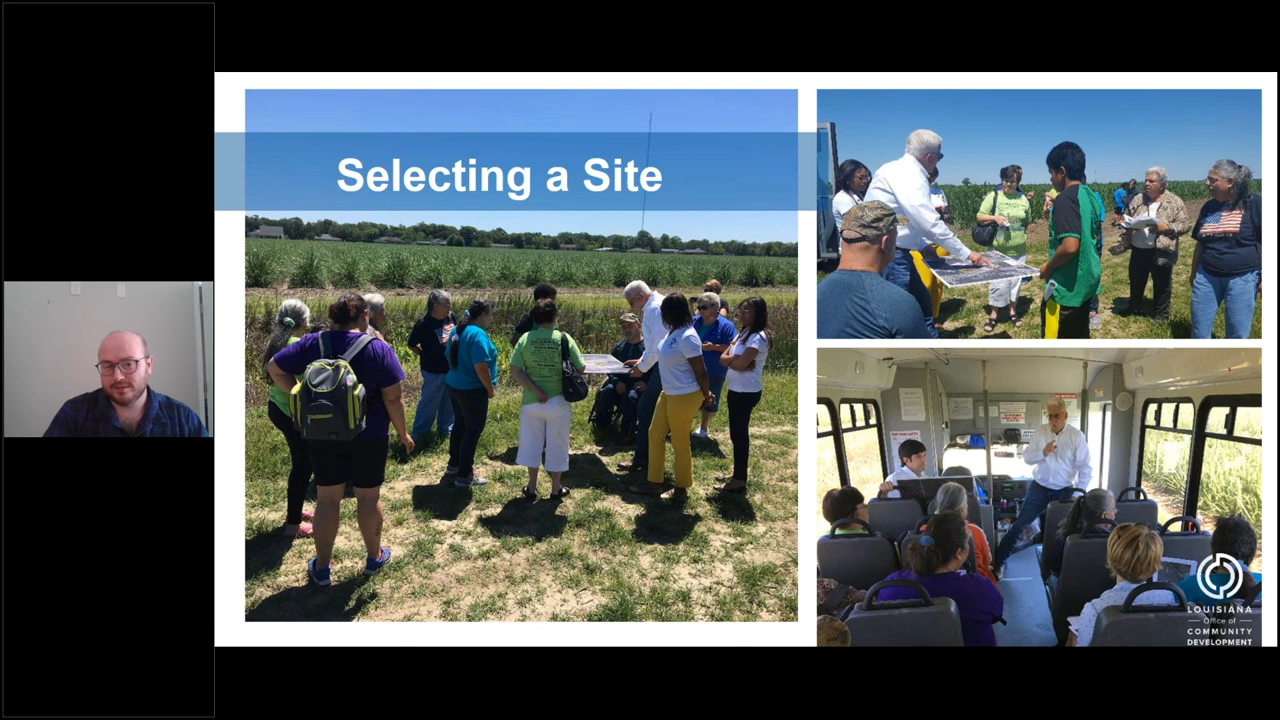 Selecting a Site
LOUISIANA
Office of
COMMUNITY
DEVELOPMENT